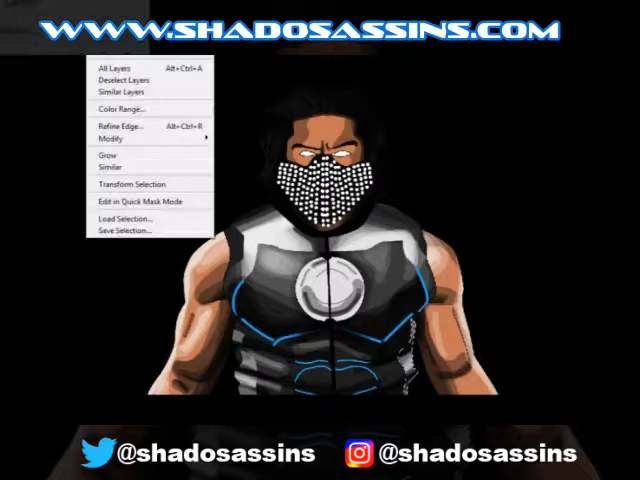 WWW.SHADOSASSINS.COM
All Layers Alt+Ctrl+A
Deselect Layers
Similar Layers
Color Range...
Refine Edge... Alt+Ctrl+R
Modify
Grow
Similar
Transform Selection
Edit in Quick Mask Mode
Load Selection...
Save Selection...
@shadosassins @shadosassins